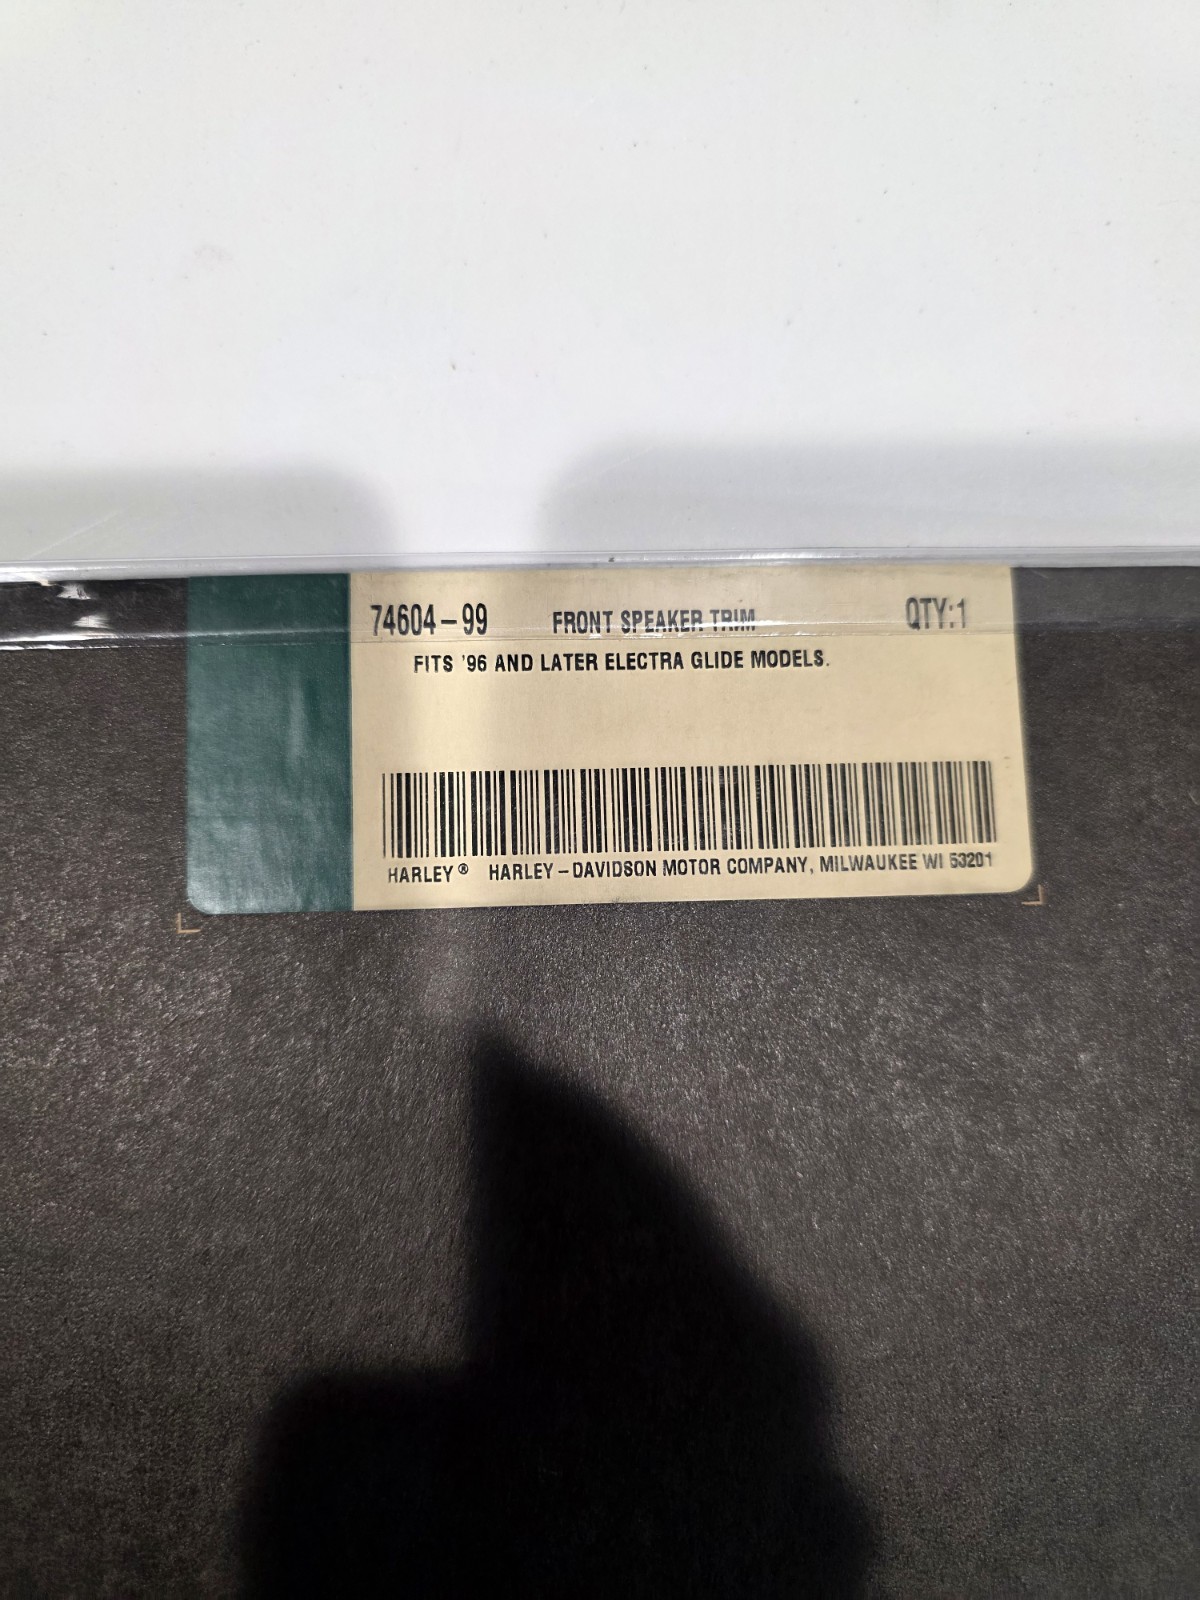 74604-99 FRONT SPEAKER TRIM QTY:1
FITS '96 AND LATER ELECTRA GLIDE MODELS.
HARLEY® HARLEY-DAVIDSON MOTOR COMPANY, MILWAUKEE WI 53201